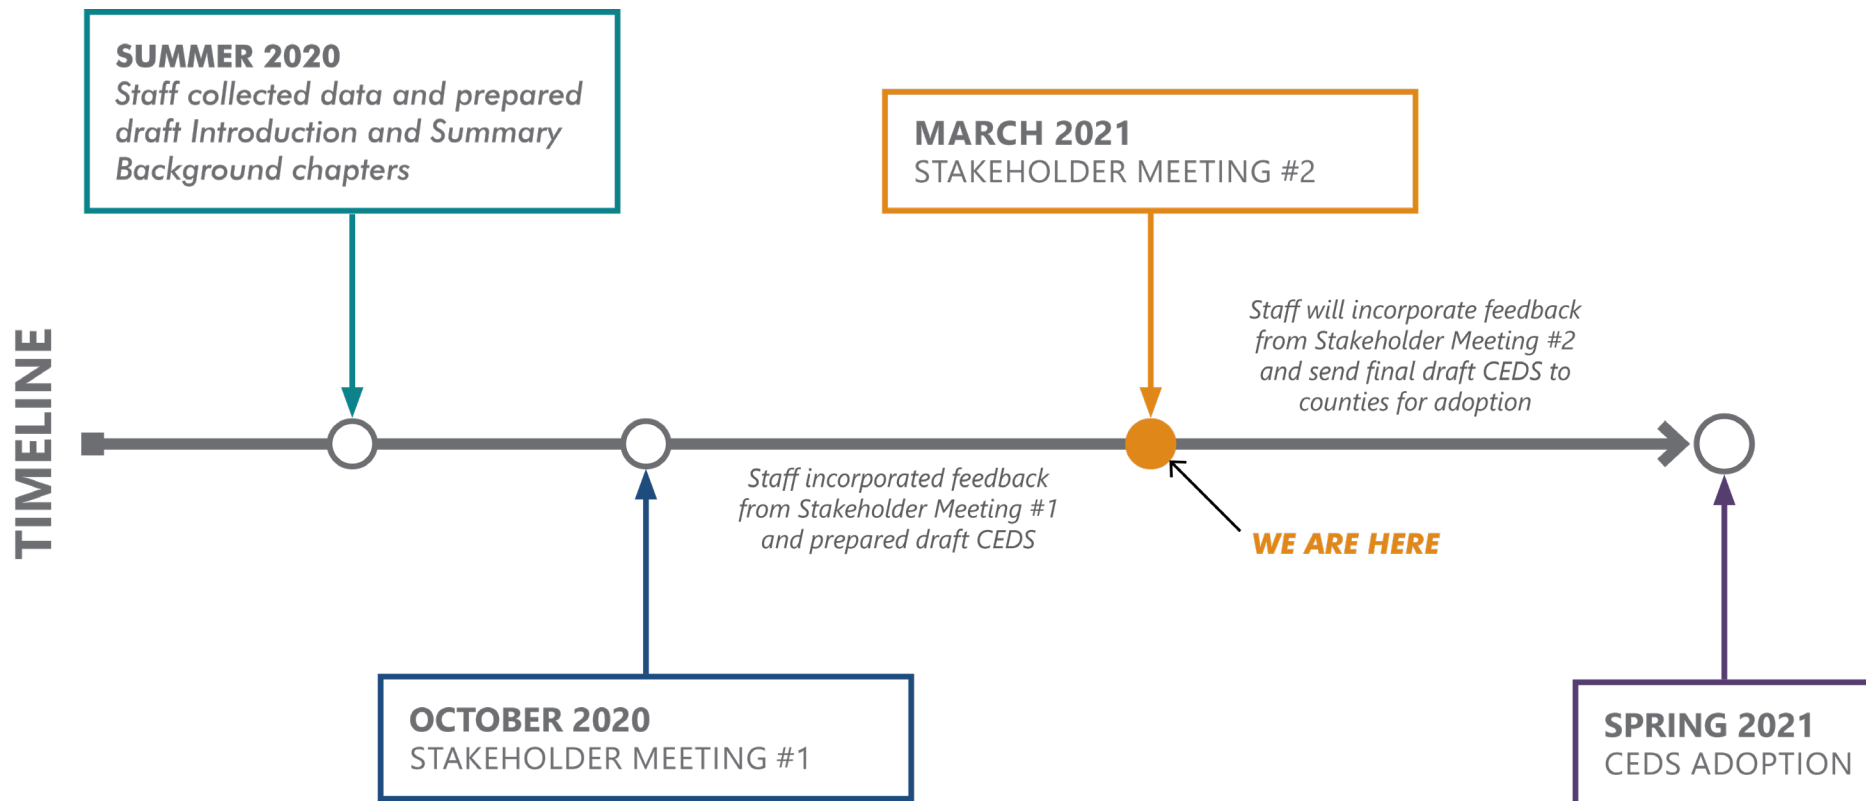 TIMELINE
SUMMER 2020
Staff collected data and prepared
draft Introduction and Summary
Background chapters
OCTOBER 2020
STAKEHOLDER MEETING #1
Staff incorporated feedback
from Stakeholder Meeting #1
and prepared draft CEDS
MARCH 2021
STAKEHOLDER MEETING #2
WE ARE HERE
Staff will incorporate feedback
from Stakeholder Meeting #2
and send final draft CEDS to
counties for adoption
SPRING 2021
CEDS ADOPTION